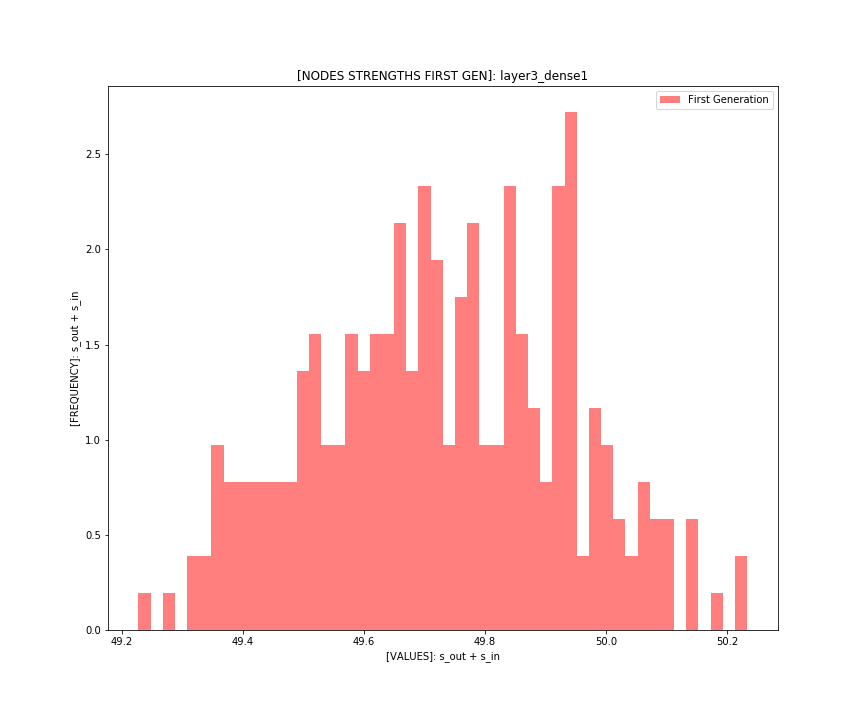 [NODES STRENGTHS FIRST GEN]: layer3_dense1
First Generation
[FREQUENCY]: s_out + s_in
2.5
2.0
1.5
1.0
0.5
0.0
49.2 49.4 49.6 49.8 50.0 50.2
[VALUES]: s_out + s_in